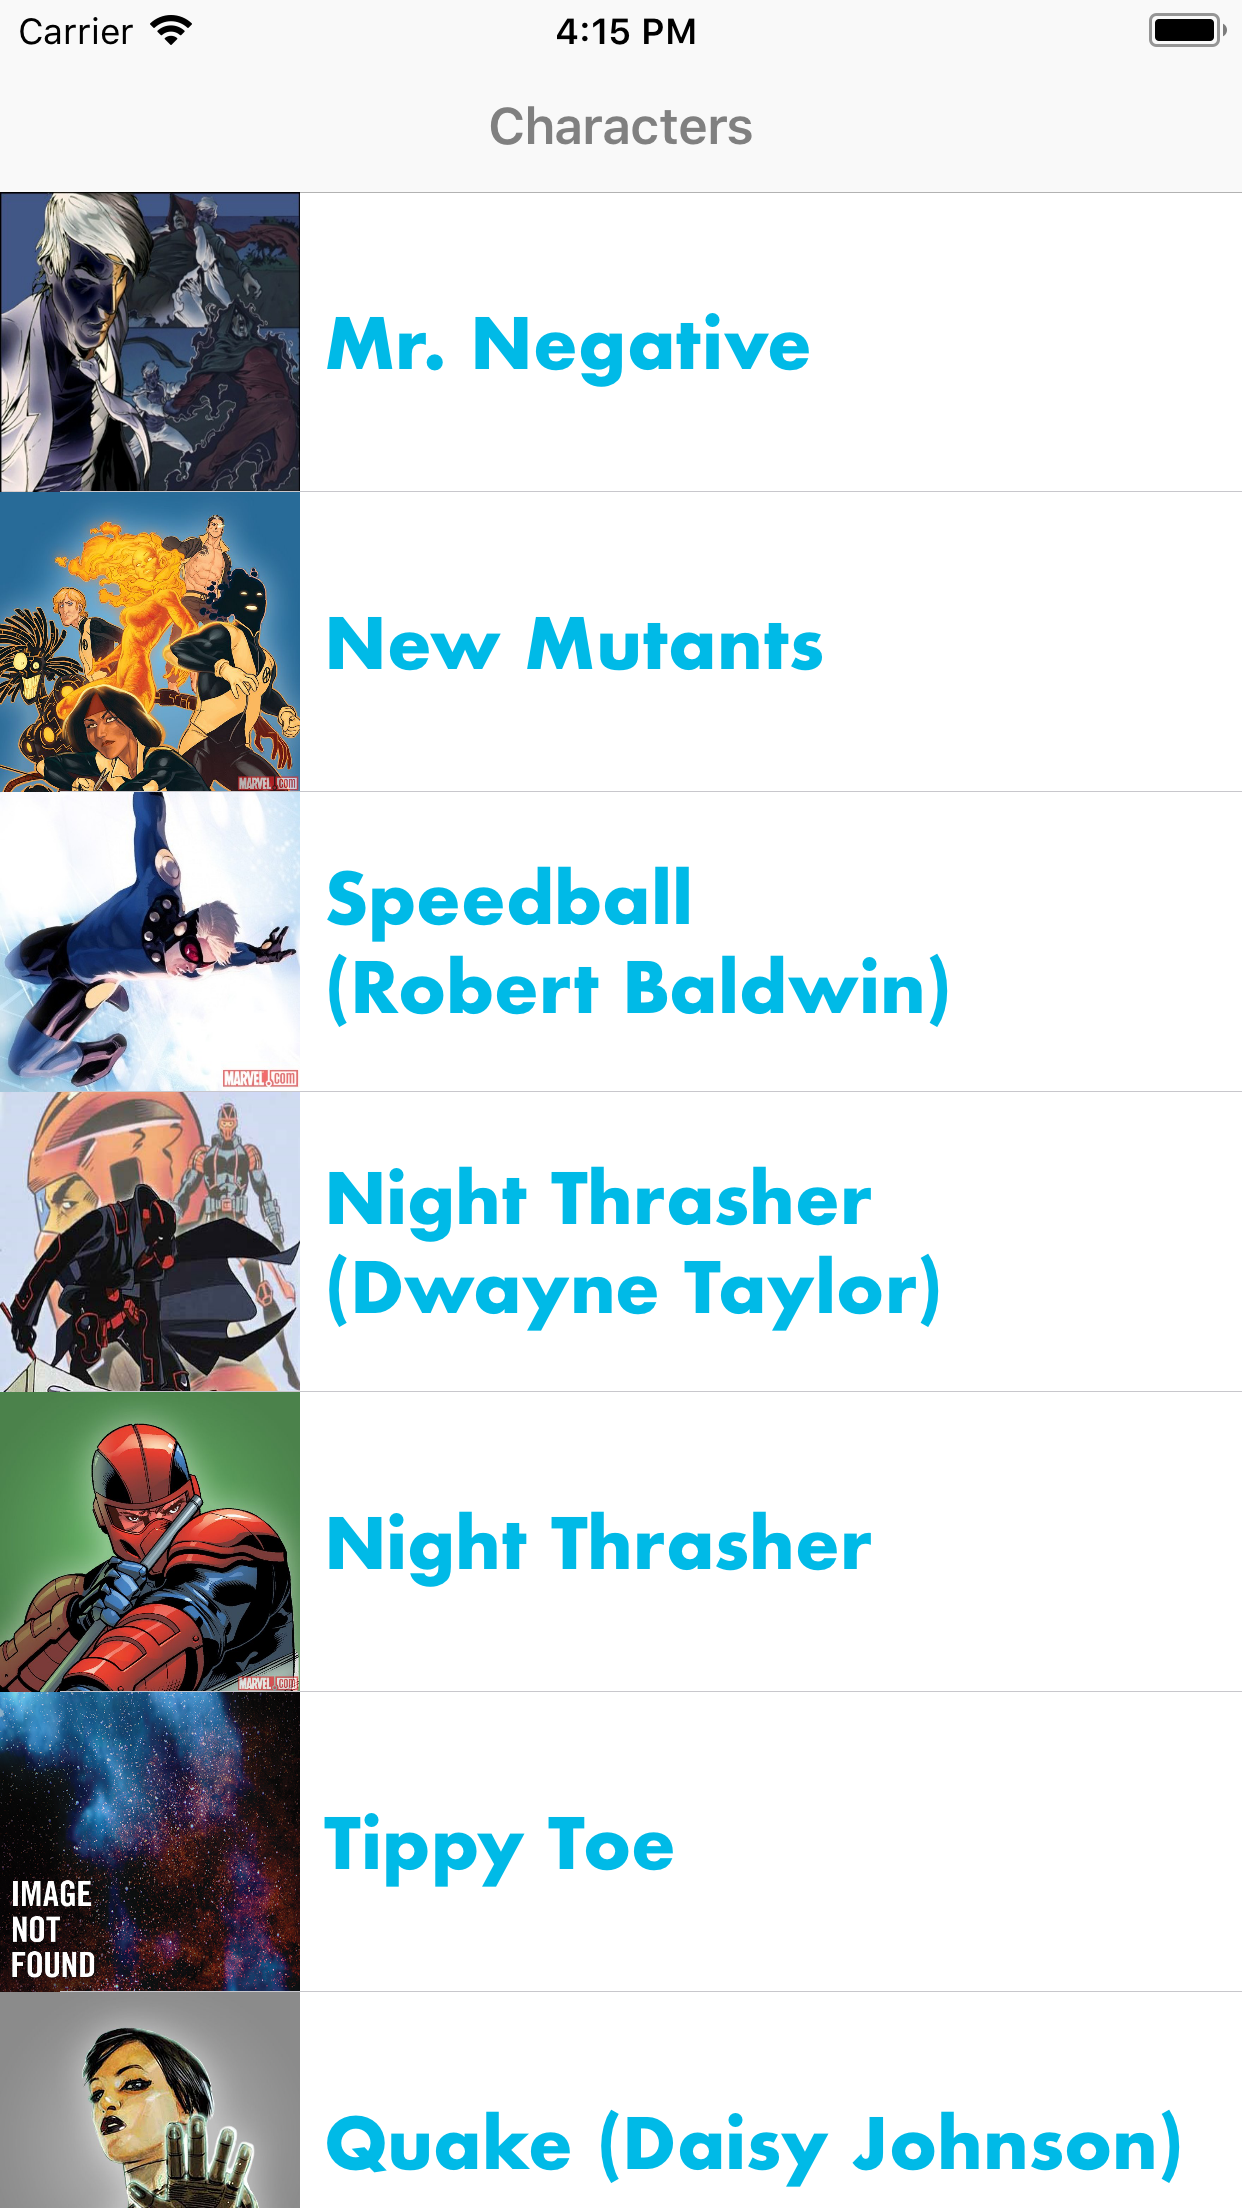 Carrier 4:15 PM
Characters
Mr. Negative
New Mutants
MARVEL.com
Speedball
(Robert Baldwin)
MARVEL.com
Night Thrasher
(Dwayne Taylor)
Night Thrasher
MARVEL.com
Tippy Toe
IMAGE
NOT
FOUND
Quake (Daisy Johnson)